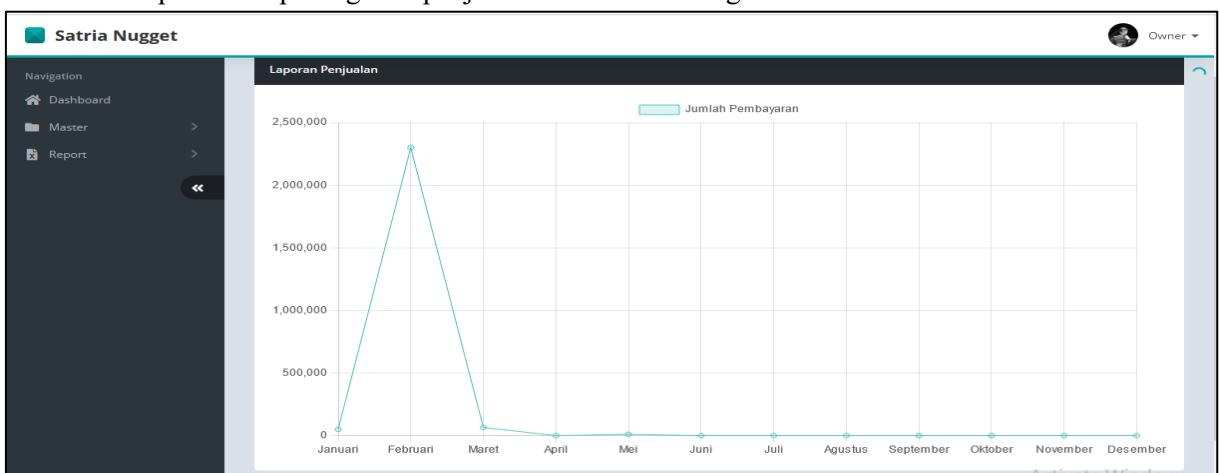 Satria Nugget
Owner
Navigation
Dashboard
Master
Report
Laporan Penjualan
Jumlah Pembayaran
2,500,000
2,000,000
1,500,000
1,000,000
500,000
0
Januari Februari Maret April Mei Juni Juli Agustus September Oktober November Desember